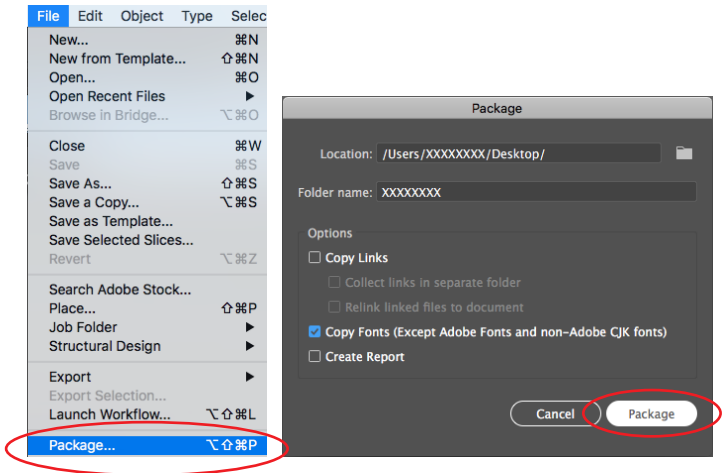 File Edit Object Type Selec
New... ⌘N
New from Template... ⇧⌘N
Open... ⌘O
Open Recent Files ▶
Browse in Bridge... ⌥⌘O
Close ⌘W
Save ⌘S
Save As... ⇧⌘S
Save a Copy... ⌥⌘S
Save as Template...
Save Selected Slices...
Revert ⌥⌘Z
Search Adobe Stock...
Place... ⇧⌘P
Job Folder ▶
Structural Design ▶
Export ▶
Export Selection...
Launch Workflow... ⌥⇧⌘L
Package... ⌥⇧⌘P
Package
Location: /Users/XXXXXXXX/Desktop/
Folder name: XXXXXXXX
Options
Copy Links
Collect links in separate folder
Relink linked files to document
Copy Fonts (Except Adobe Fonts and non-Adobe CJK fonts)
Create Report
Cancel Package